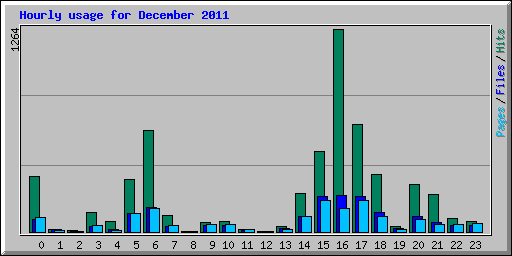 Hourly usage for December 2011
1264
Pages / Files / Hits
0 1 2 3 4 5 6 7 8 9 10 11 12 13 14 15 16 17 18 19 20 21 22 23